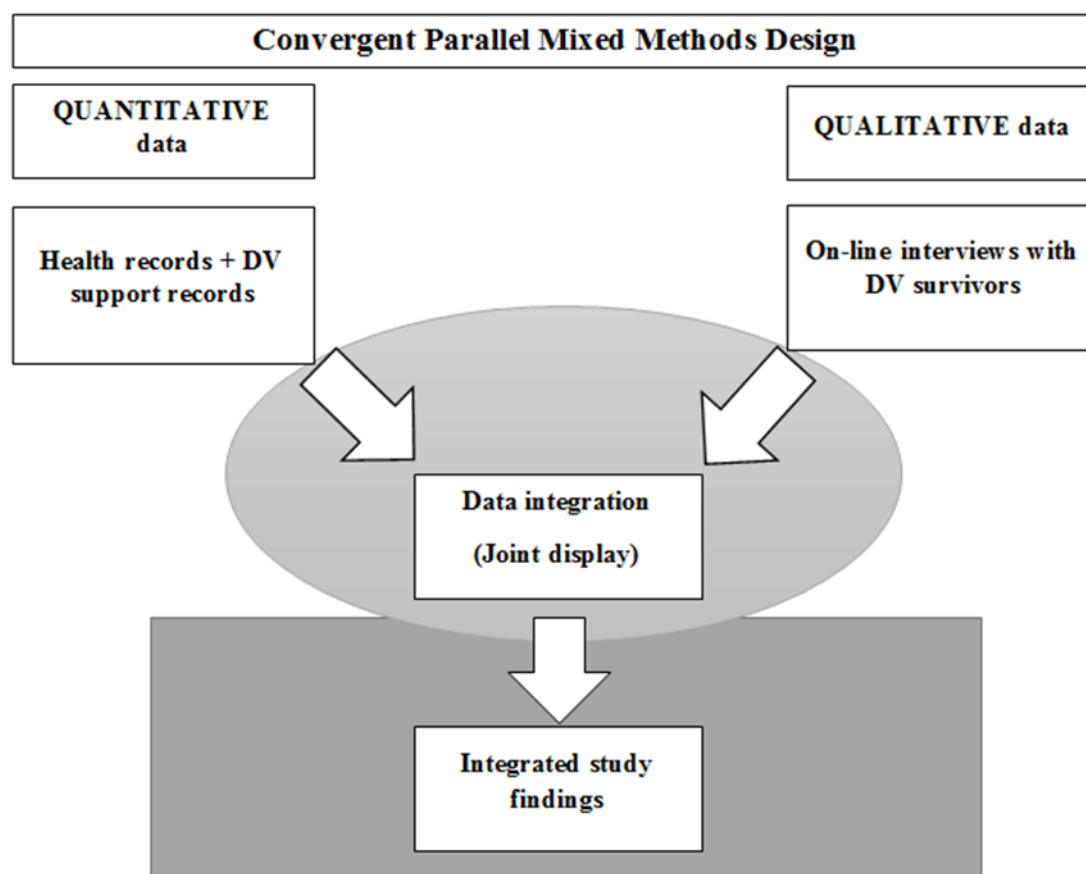 Convergent Parallel Mixed Methods Design
QUANTITATIVE
data
QUALITATIVE data
Health records + DV
support records
On-line interviews with
DV survivors
Data integration
(Joint display)
Integrated study
findings